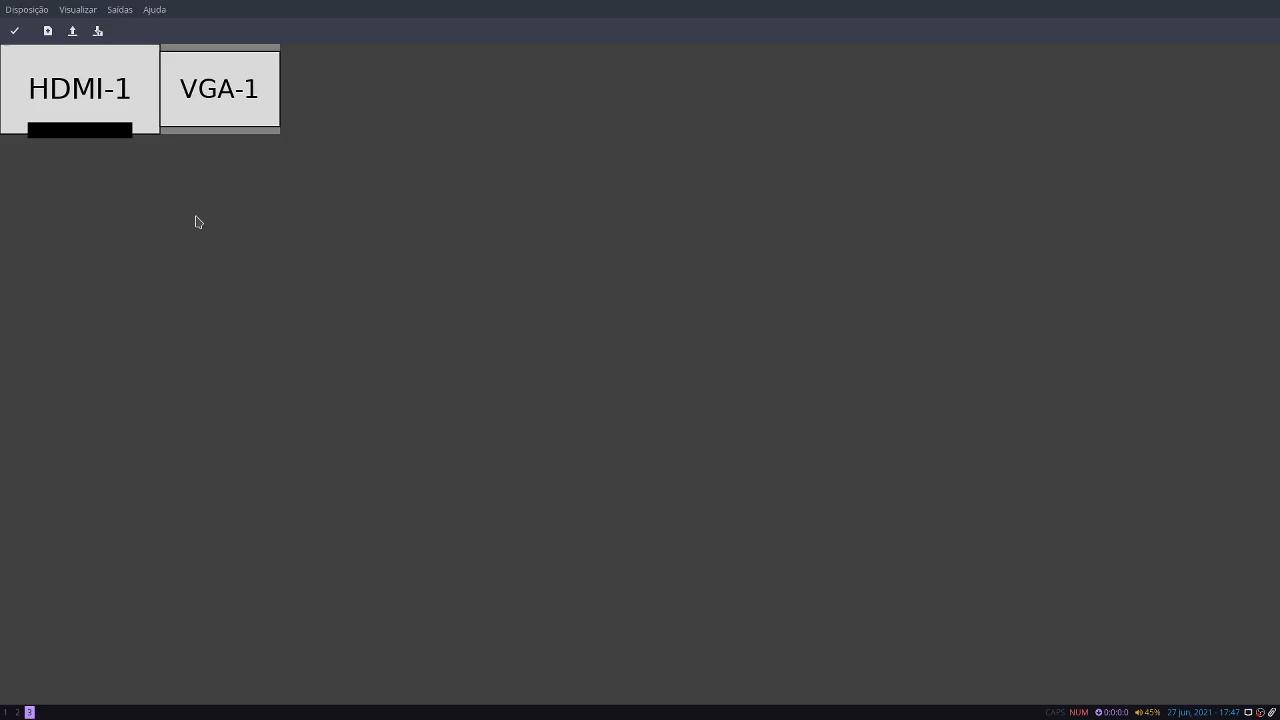 Disposição Visualizar Saídas Ajuda
HDMI-1 VGA-1
1 2 3 CAPS NUM 0:0:0:0 45% 27 jun, 2021 - 17:47